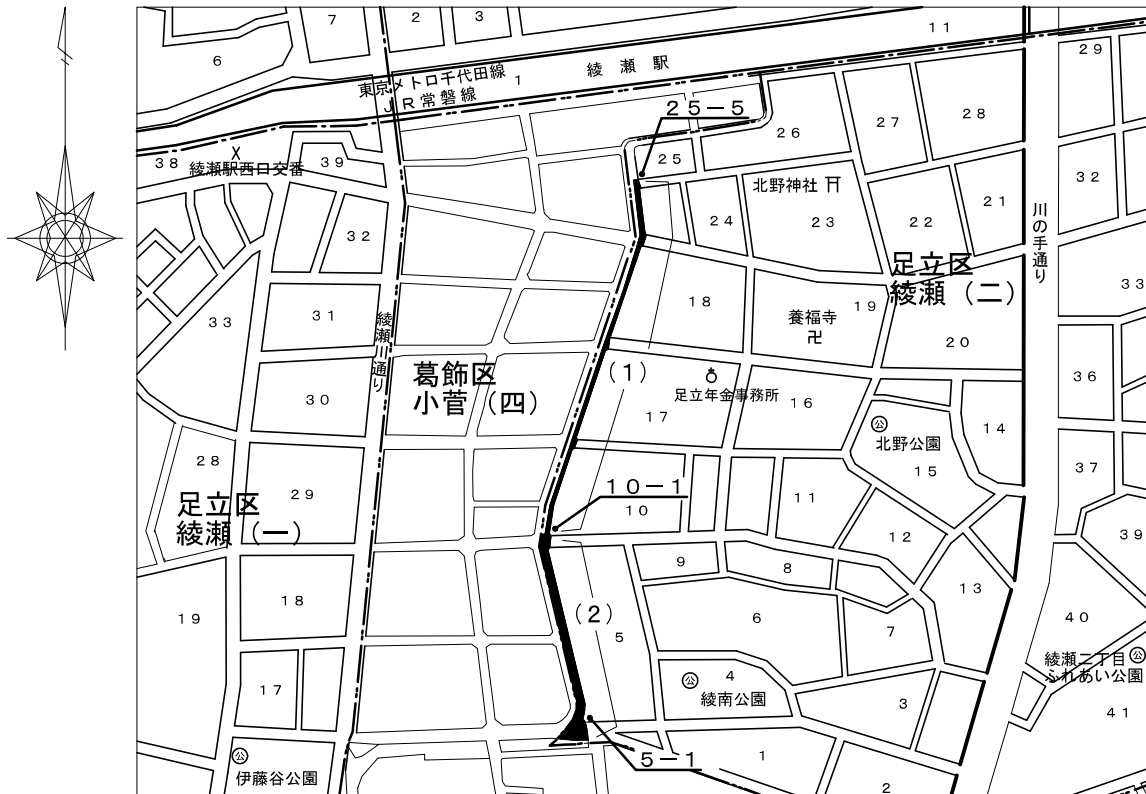 7
2
3
11
6
29
綾瀬駅
東京メトロ千代田線
1
JR常磐線
25-5
26
27
28
38
X
綾瀬駅西口交番
39
25
32
北野神社
24
23
22
21
32
川の手通り
足立区
綾瀬（二）
33
31
綾瀬川通り
18
養福寺
卍
19
33
20
葛飾区
小菅（四）
(1)
足立年金事務所
36
30
17
16
公
北野公園
14
28
15
37
29
足立区
綾瀬（一）
10-1
10
11
12
39
9
8
13
18
19
(2)
5
6
7
40
綾瀬二丁目
ふれあい公園
公
17
公
4
綾南公園
3
41
公
伊藤谷公園
5-1
1
2